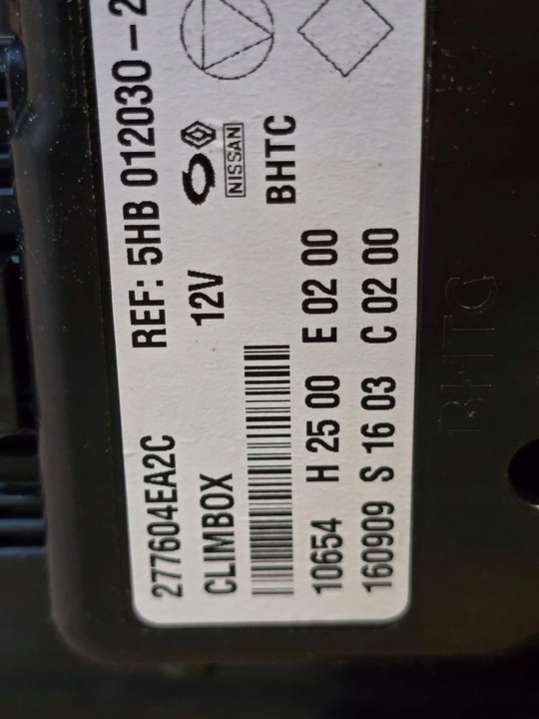 277604EA2C REF: 5HB 012030-2
CLIMBOX 12V NISSAN
BHTC
10654 H 25 00 E 02 00
160909 S 16 03 C 02 00
BHTC